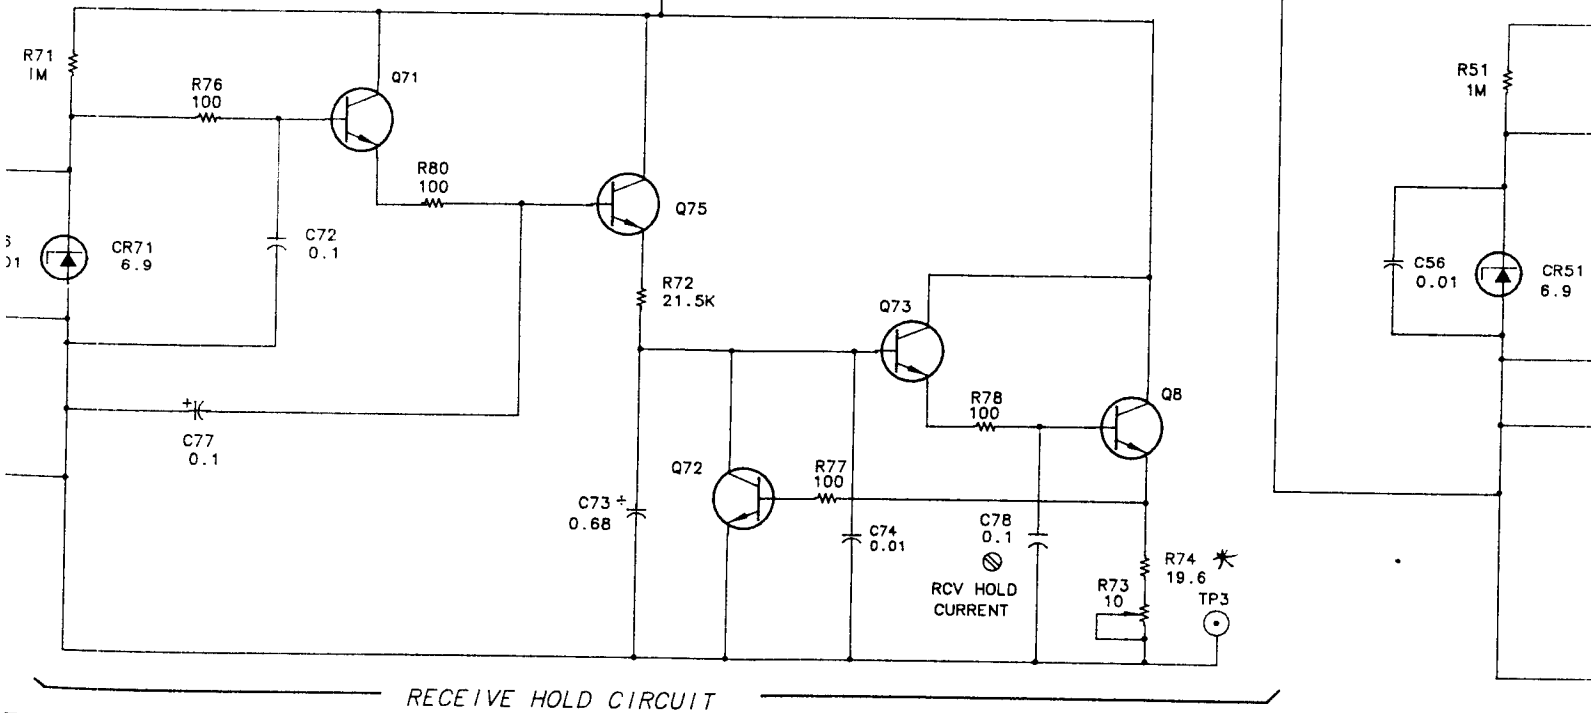 R71
1M
R76
100
Q71
R51
1M
R80
100
Q75
C72
0.1
CR71
6.9
6
01
R72
21.5K
C56
0.01
CR51
6.9
Q73
Q8
R78
100
C77
0.1
Q72
R77
100
C73
0.68
C74
0.01
C78
0.1
RCV HOLD
CURRENT
R74
19.6
R73
10
TP3
RECEIVE HOLD CIRCUIT